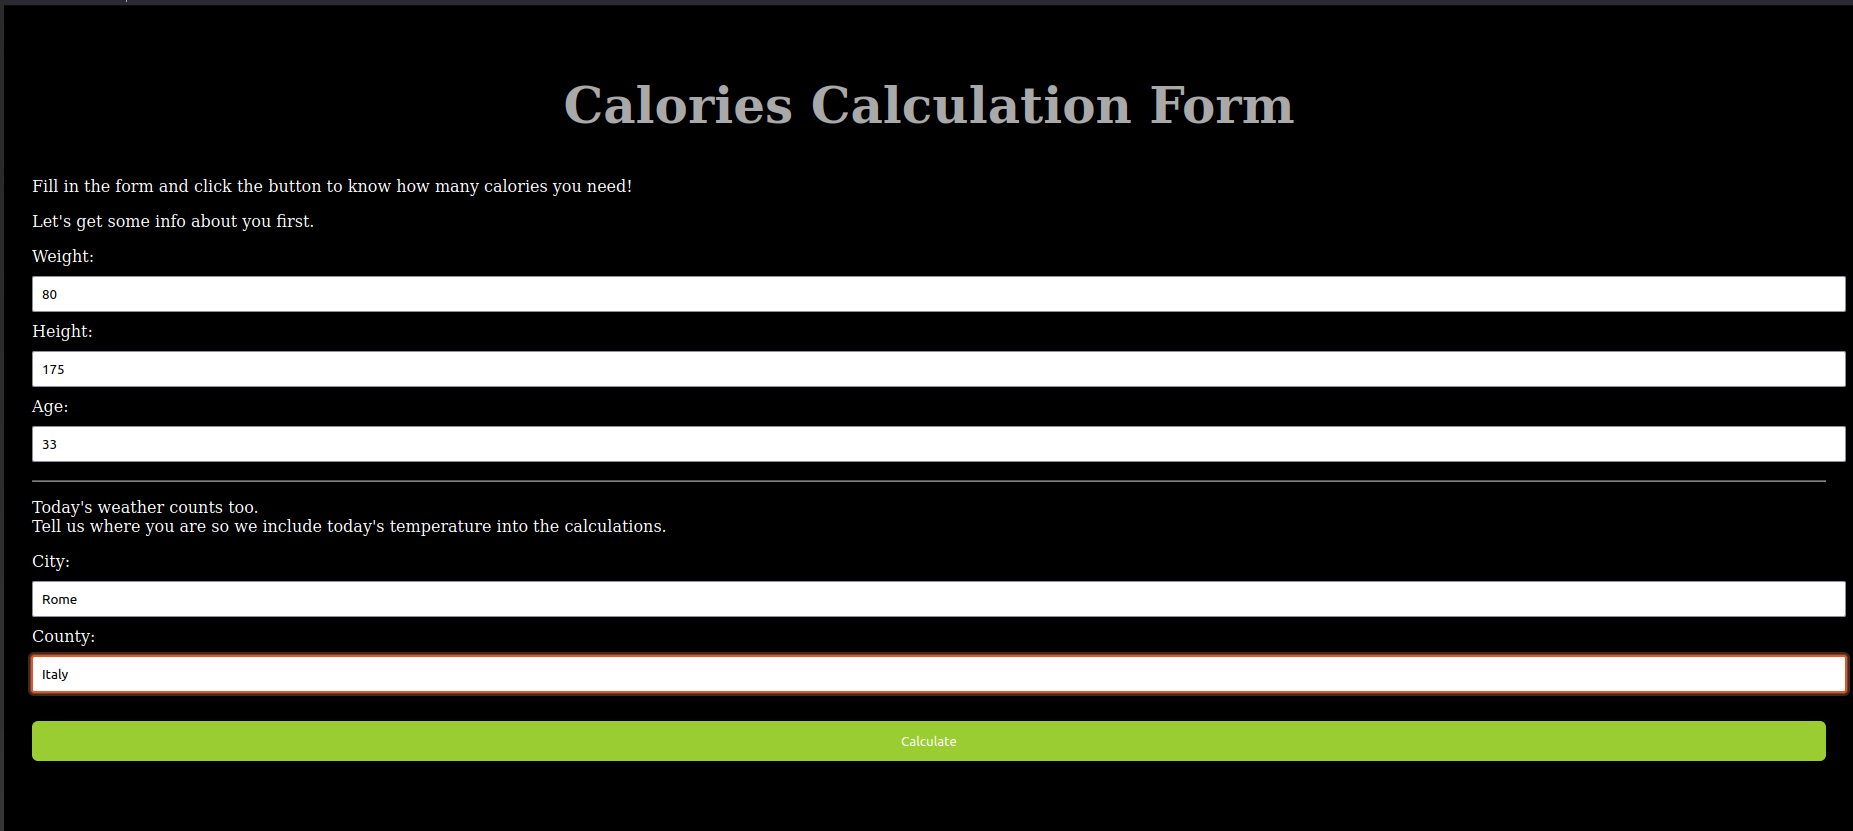 Calories Calculation Form
Fill in the form and click the button to know how many calories you need!
Let's get some info about you first.
Weight:
80
Height:
175
Age:
33
Today's weather counts too.
Tell us where you are so we include today's temperature into the calculations.
City:
Rome
County:
Italy
Calculate